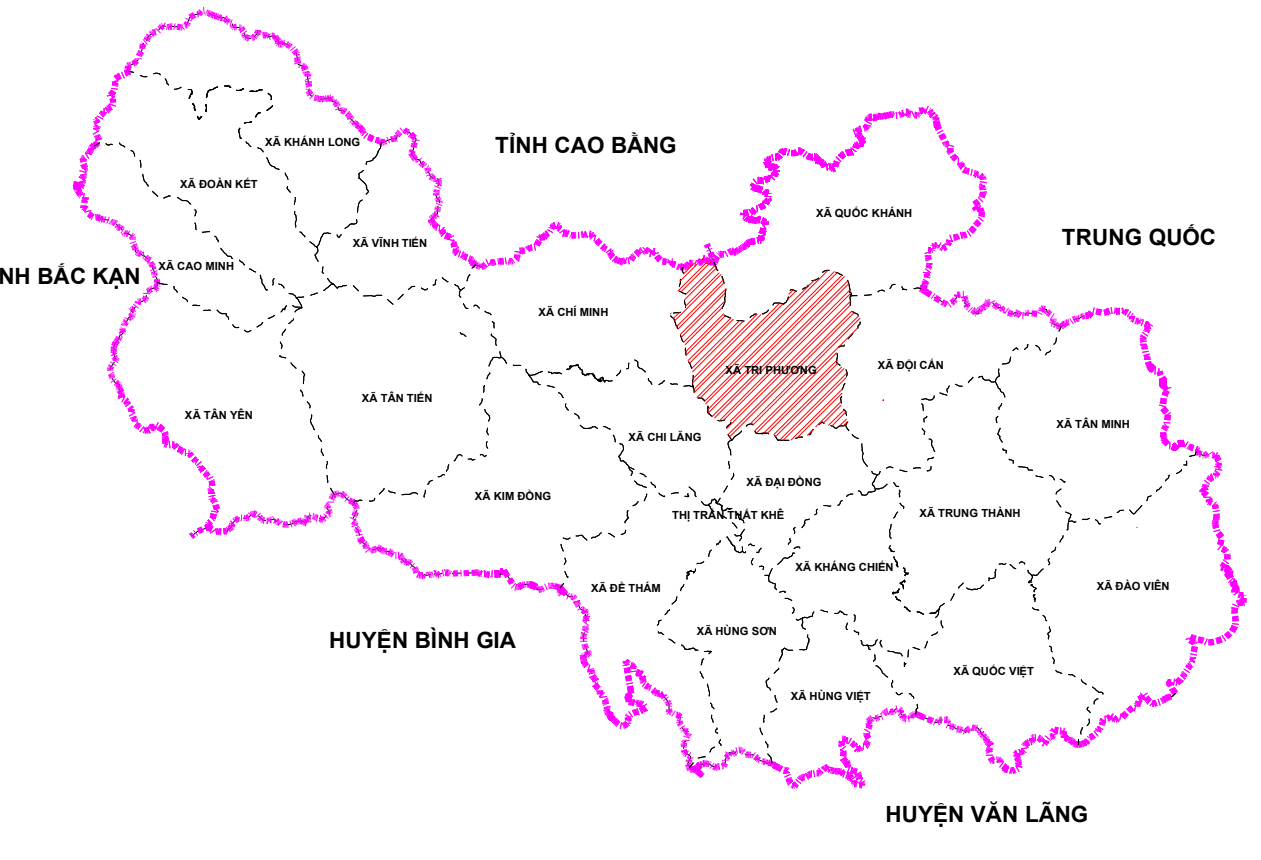 XÃ KHÁNH LONG
TỈNH CAO BẰNG
XÃ ĐOÀN KẾT
XÃ QUỐC KHÁNH
XÃ VĨNH TIẾN
TRUNG QUỐC
XÃ CAO MINH
NH BẮC KẠN
XÃ CHÍ MINH
XÃ TRI PHƯƠNG
XÃ ĐỘI CẤN
XÃ TÂN TIẾN
XÃ TÂN YÊN
XÃ TÂN MINH
XÃ CHI LĂNG
XÃ ĐẠI ĐỒNG
XÃ KIM ĐỒNG
THỊ TRẤN THẤT KHÊ
XÃ TRUNG THÀNH
XÃ KHÁNG CHIẾN
XÃ ĐỀ THÁM
XÃ ĐÀO VIÊN
XÃ HÙNG SƠN
HUYỆN BÌNH GIA
XÃ QUỐC VIỆT
XÃ HÙNG VIỆT
HUYỆN VĂN LÃNG